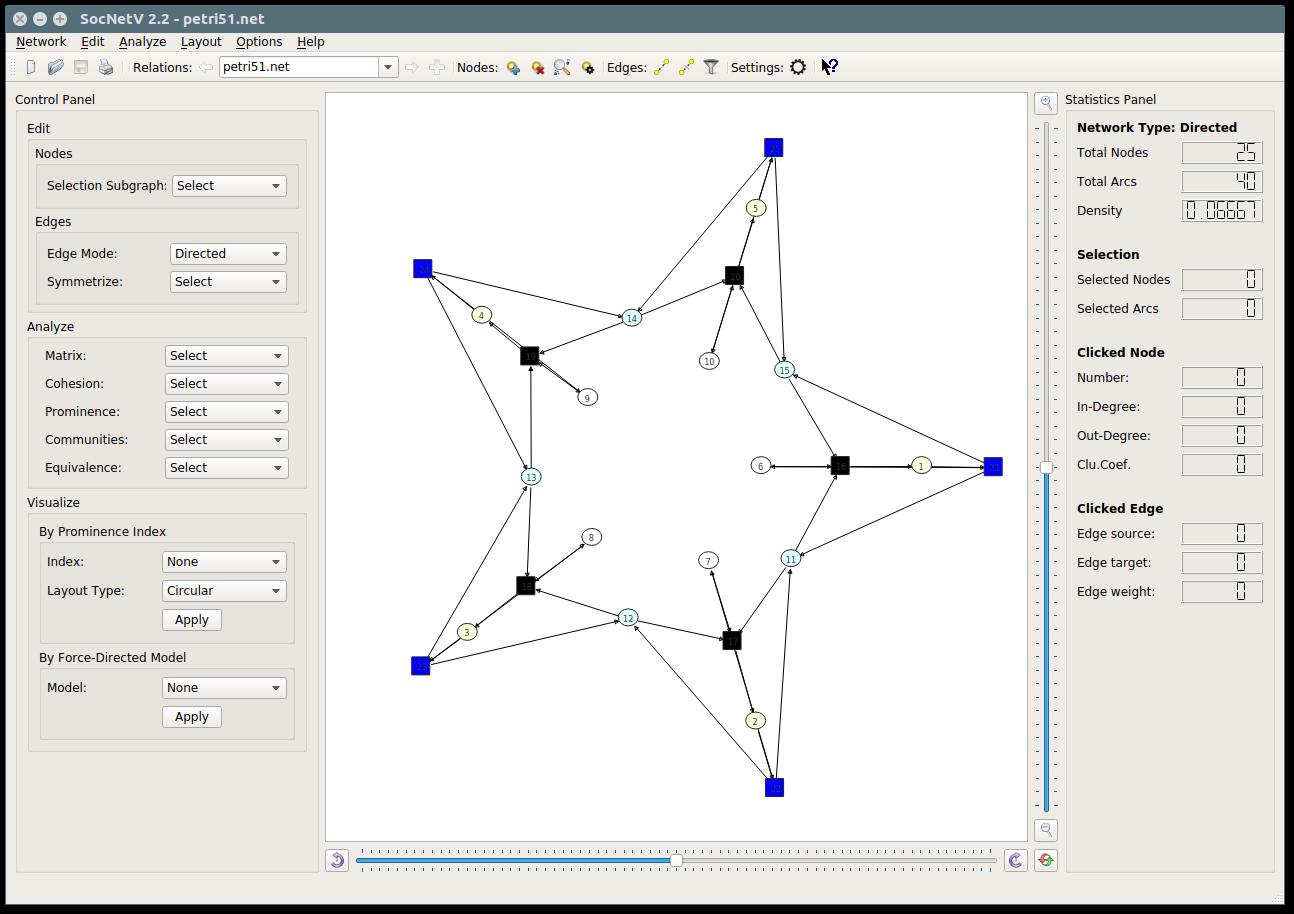 SocNetV 2.2 - petri51.net
Network Edit Analyze Layout Options Help
Relations: petri51.net Nodes: Edges: Settings:
Control Panel
Edit
Nodes
Selection Subgraph: Select
Edges
Edge Mode: Directed
Symmetrize: Select
Analyze
Matrix: Select
Cohesion: Select
Prominence: Select
Communities: Select
Equivalence: Select
Visualize
By Prominence Index
Index: None
Layout Type: Circular
Apply
By Force-Directed Model
Model: None
Apply
5
20
4
14
19
10
15
9
6
16
1
13
8
7
11
18
12
3
17
2
22
Statistics Panel
Network Type: Directed
Total Nodes 25
Total Arcs 40
Density 0.06667
Selection
Selected Nodes 0
Selected Arcs 0
Clicked Node
Number: 0
In-Degree: 0
Out-Degree: 0
Clu.Coef. 0
Clicked Edge
Edge source: 0
Edge target: 0
Edge weight: 0